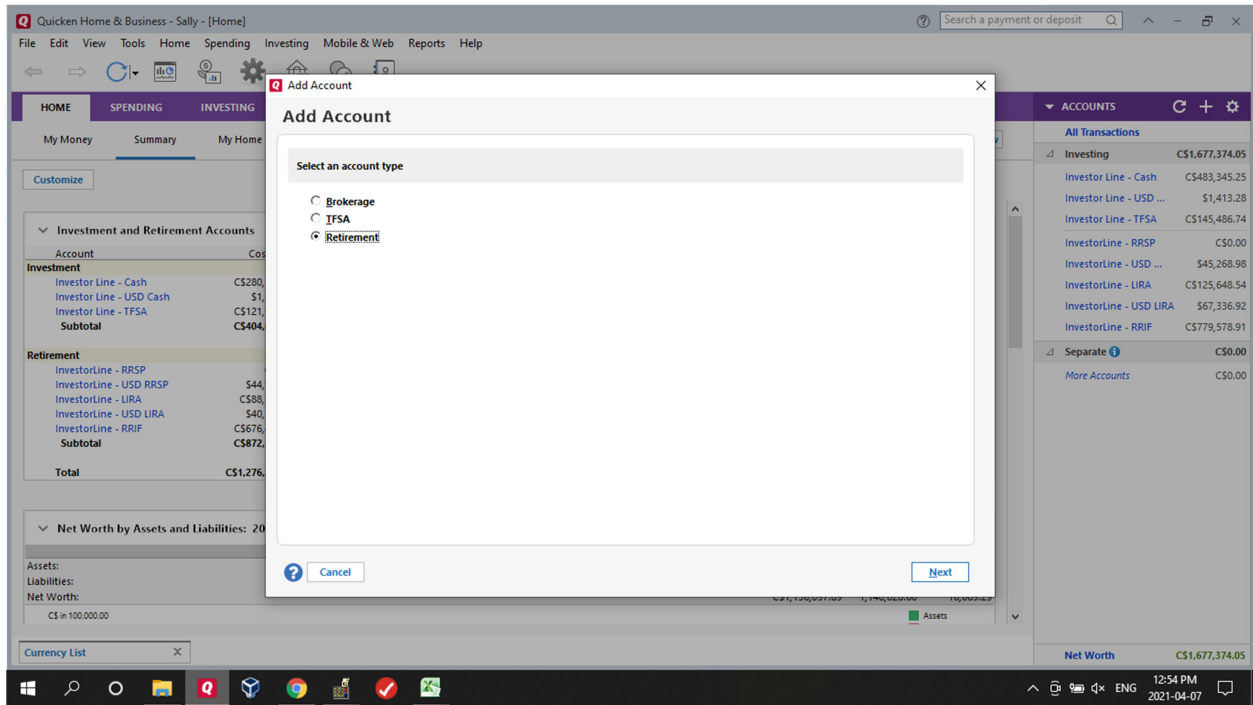 Quicken Home & Business - Sally - [Home]
Search a payment or deposit
File Edit View Tools Home Spending Investing Mobile & Web Reports Help
Add Account
HOME SPENDING INVESTING
ACCOUNTS
Add Account
My Money Summary My Home
All Transactions
Investing C$1,677,374.05
Select an account type
Customize
Investor Line - Cash C$483,345.25
Investor Line - USD ... $1,413.28
Investor Line - TFSA C$145,486.74
InvestorLine - RRSP C$0.00
InvestorLine - USD ... $45,268.98
InvestorLine - LIRA C$125,648.54
InvestorLine - USD LIRA $67,336.92
InvestorLine - RRIF C$779,578.91
Separate C$0.00
More Accounts C$0.00
Brokerage
TFSA
Retirement
Investment and Retirement Accounts
Account Cos
Investment
Investor Line - Cash C$280,
Investor Line - USD Cash $1,
Investor Line - TFSA C$121,
Subtotal C$404,
Retirement
InvestorLine - RRSP
InvestorLine - USD RRSP $44,
InvestorLine - LIRA C$88,
InvestorLine - USD LIRA $40,
InvestorLine - RRIF C$676,
Subtotal C$872,
Total C$1,276,
Net Worth by Assets and Liabilities: 20
Assets:
Liabilities:
Net Worth:
C$ in 100,000.00
Cancel Next
Assets
Currency List X
Net Worth C$1,677,374.05
ENG
12:54 PM
2021-04-07